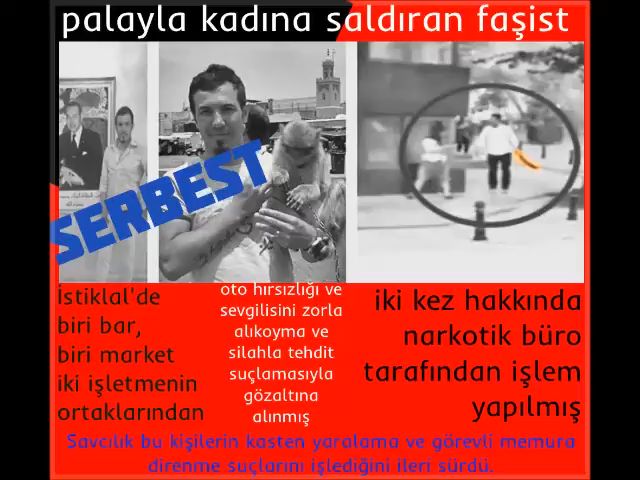 palayla kadına saldıran faşist
SERBEST
İstiklal'de
biri bar,
biri market
iki işletmenin
ortaklarından
oto hırsızlığı ve
sevgilisini zorla
alıkoyma ve
silahla tehdit
suçlamasıyla
gözaltına
alınmış
iki kez hakkında
narkotik büro
tarafından işlem
yapılmış
Savcılık bu kişilerin kasten yaralama ve görevli memura
direnme suçlarını işlediğini ileri sürdü.